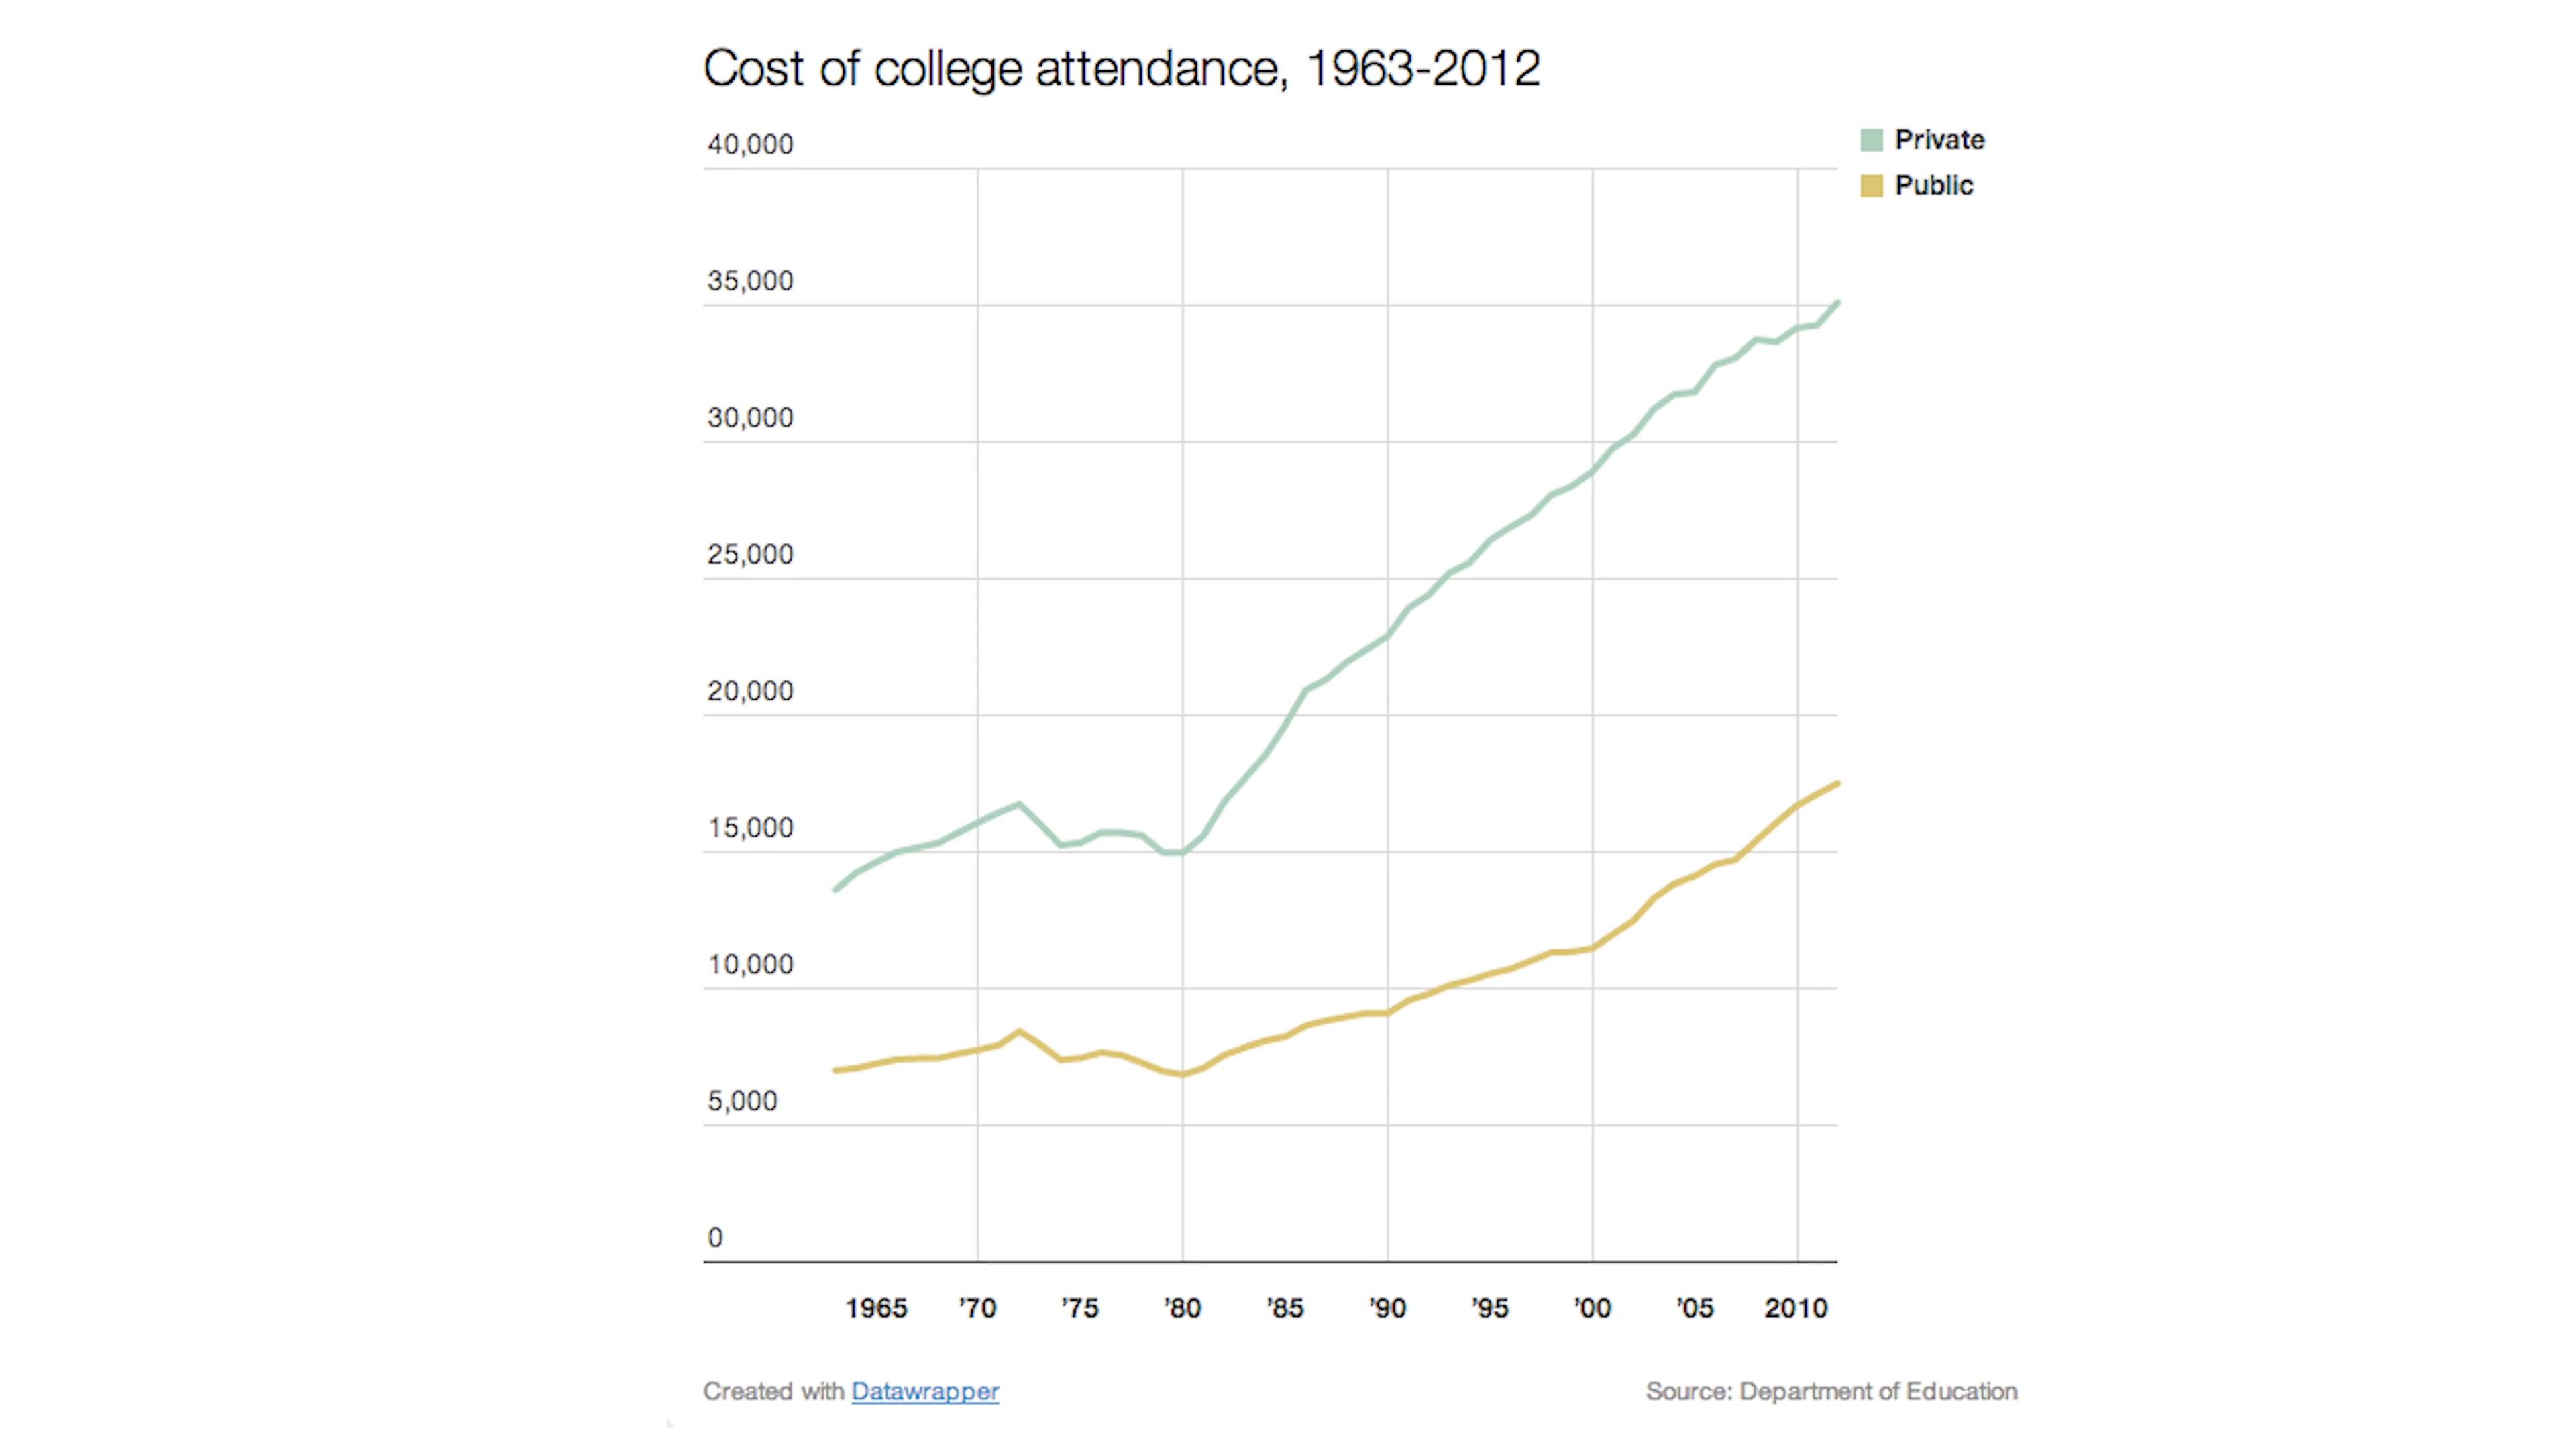 Cost of college attendance, 1963-2012
Private
Public
40,000
35,000
30,000
25,000
20,000
15,000
10,000
5,000
0
1965 ’70 ’75 ’80 ’85 ’90 ’95 ’00 ’05 2010
Created with Datawrapper
Source: Department of Education